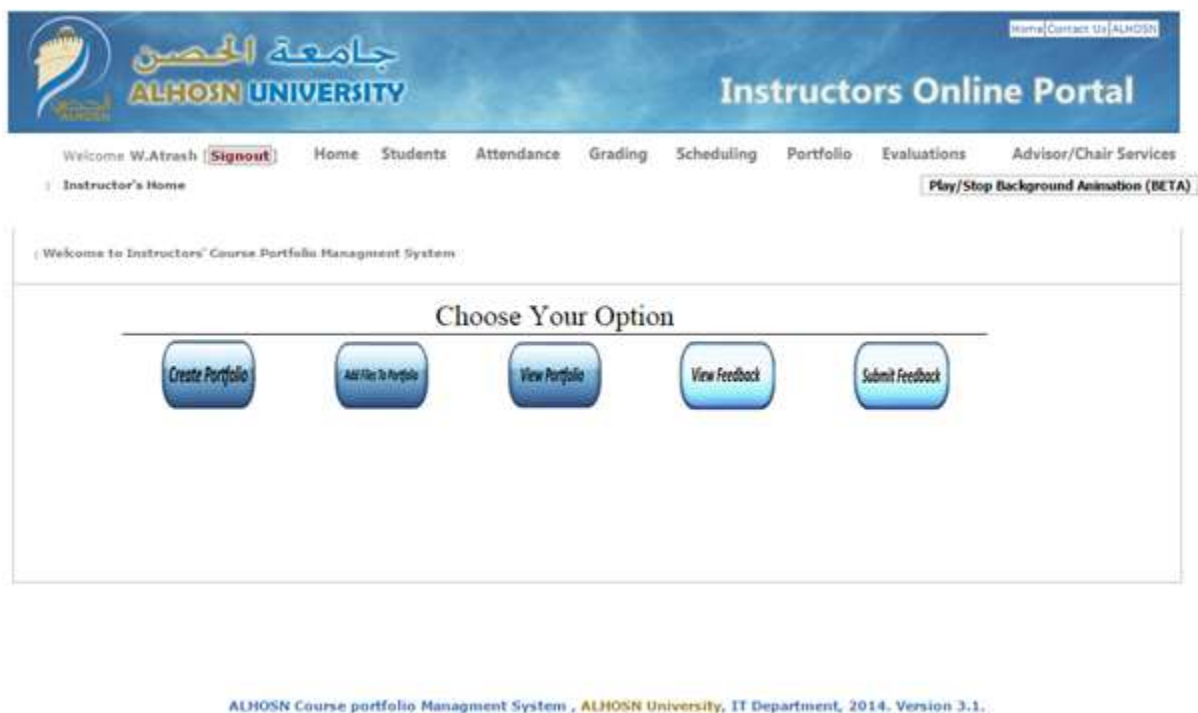 Home|Contact Us|ALHOSN
جامعة الحصن
ALHOSN UNIVERSITY
الحصن
ALHOSN
Instructors Online Portal
Welcome W.Atrash [Signout] Home Students Attendance Grading Scheduling Portfolio Evaluations Advisor/Chair Services
Instructor's Home
Play/Stop Background Animation (BETA)
Welcome to Instructors' Course Portfolio Managment System
Choose Your Option
Create Portfolio Add Files To Portfolio View Portfolio View Feedback Submit Feedback
ALHOSN Course portfolio Managment System , ALHOSN University, IT Department, 2014. Version 3.1.